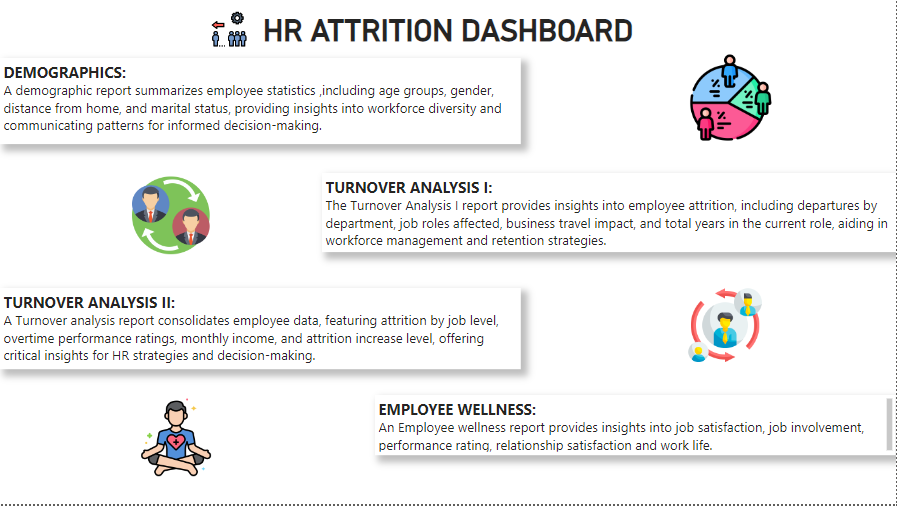 HR ATTRITION DASHBOARD
DEMOGRAPHICS:
A demographic report summarizes employee statistics ,including age groups, gender,
distance from home, and marital status, providing insights into workforce diversity and
communicating patterns for informed decision-making.
TURNOVER ANALYSIS I:
The Turnover Analysis I report provides insights into employee attrition, including departures by
department, job roles affected, business travel impact, and total years in the current role, aiding in
workforce management and retention strategies.
TURNOVER ANALYSIS II:
A Turnover analysis report consolidates employee data, featuring attrition by job level,
overtime performance ratings, monthly income, and attrition increase level, offering
critical insights for HR strategies and decision-making.
EMPLOYEE WELLNESS:
An Employee wellness report provides insights into job satisfaction, job involvement,
performance rating, relationship satisfaction and work life.